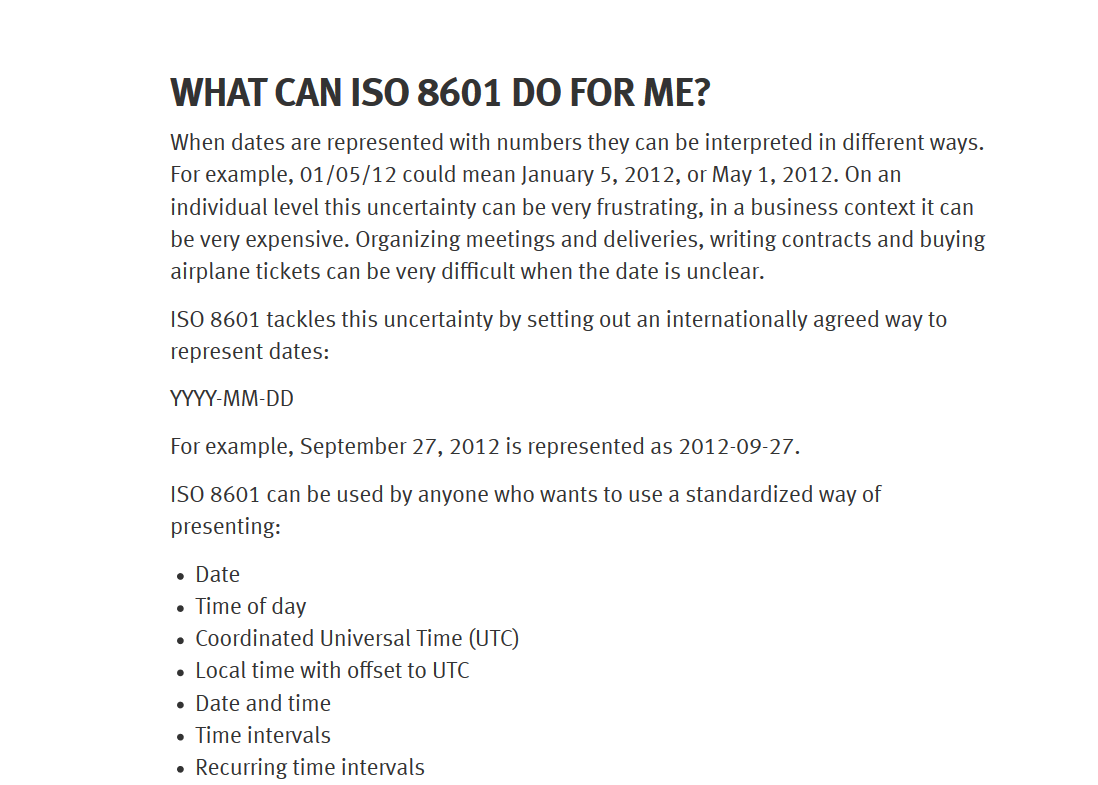 WHAT CAN ISO 8601 DO FOR ME?
When dates are represented with numbers they can be interpreted in different ways.
For example, 01/05/12 could mean January 5, 2012, or May 1, 2012. On an
individual level this uncertainty can be very frustrating, in a business context it can
be very expensive. Organizing meetings and deliveries, writing contracts and buying
airplane tickets can be very difficult when the date is unclear.
ISO 8601 tackles this uncertainty by setting out an internationally agreed way to
represent dates:
YYYY-MM-DD
For example, September 27, 2012 is represented as 2012-09-27.
ISO 8601 can be used by anyone who wants to use a standardized way of
presenting:
• Date
• Time of day
• Coordinated Universal Time (UTC)
• Local time with offset to UTC
• Date and time
• Time intervals
• Recurring time intervals